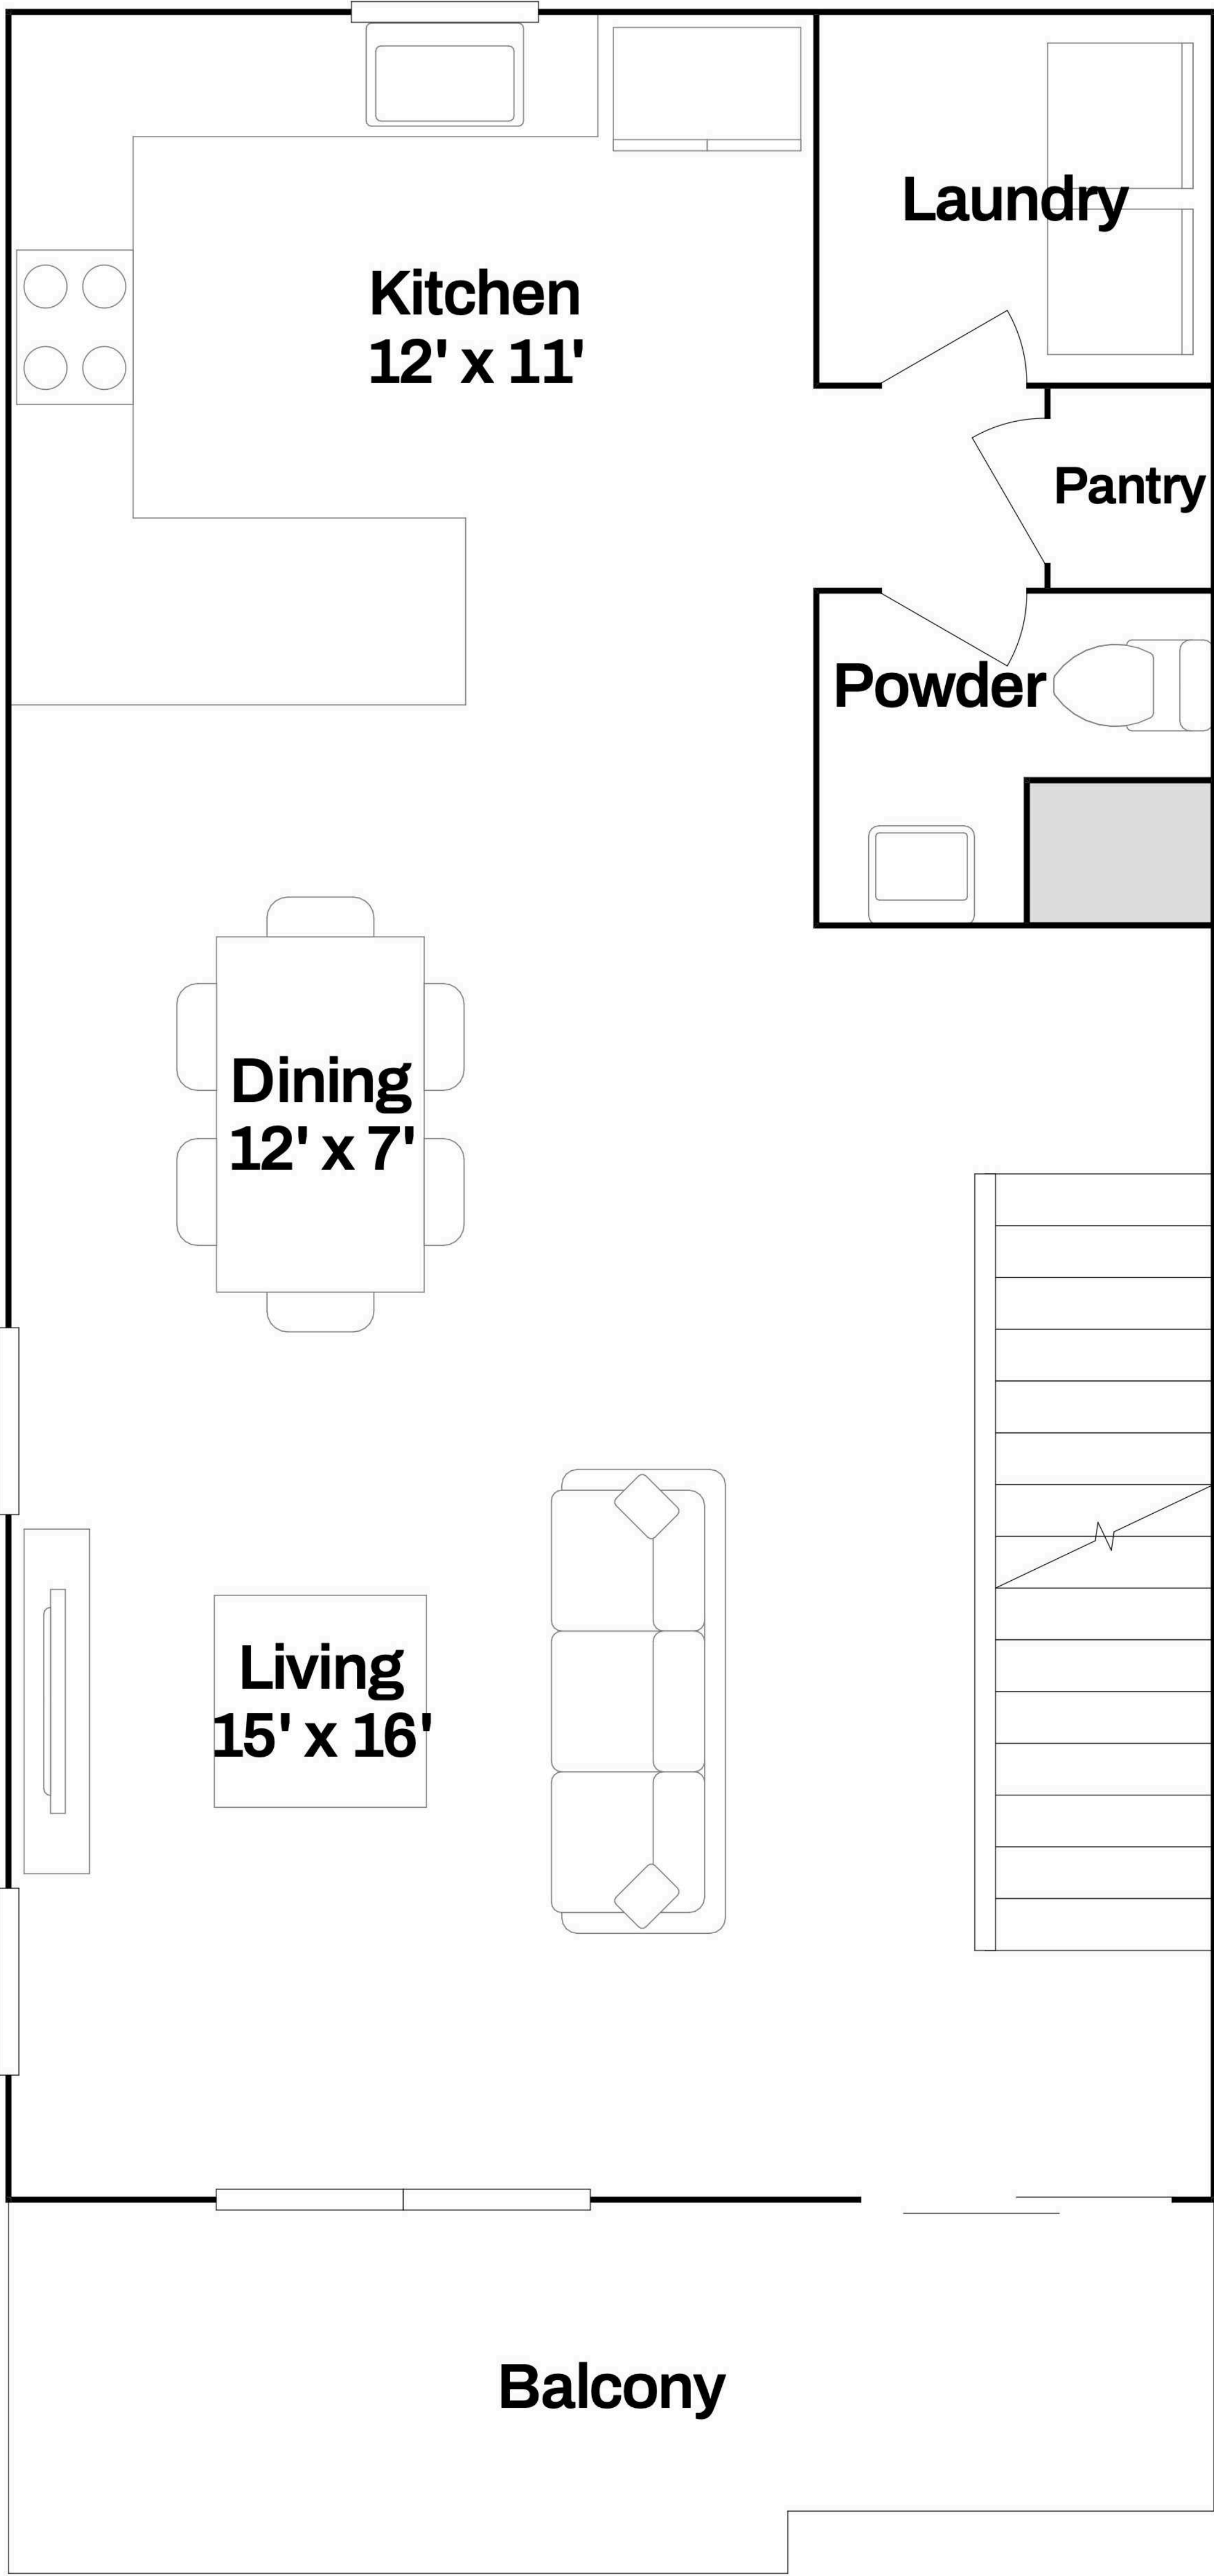 Laundry
Kitchen
12' x 11'
Pantry
Powder
Dining
12' x 7'
Living
15' x 16'
Balcony